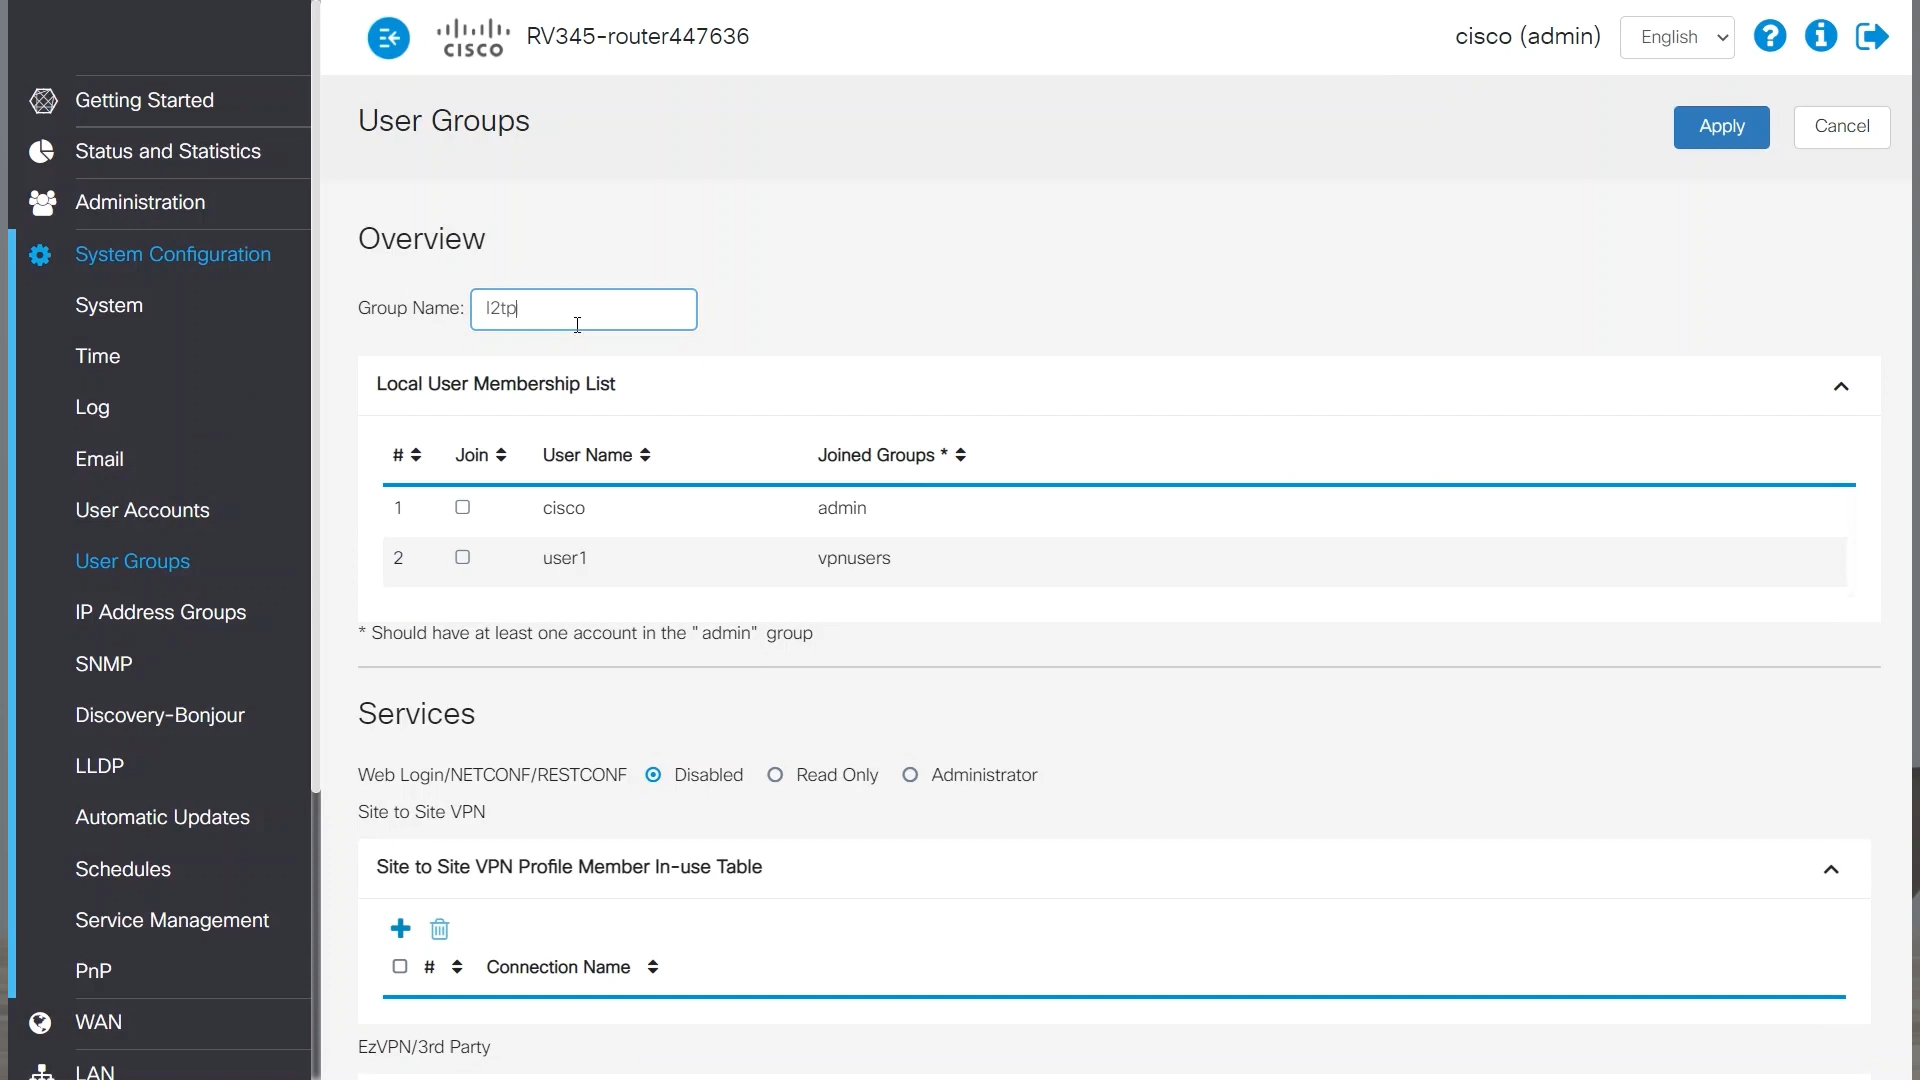 cisco
RV345-router447636
cisco (admin)
English
Getting Started
Status and Statistics
Administration
System Configuration
System
Time
Log
Email
User Accounts
User Groups
IP Address Groups
SNMP
Discovery-Bonjour
LLDP
Automatic Updates
Schedules
Service Management
PnP
WAN
LAN
User Groups
Apply
Cancel
Overview
Group Name: l2tp
Local User Membership List
# Join User Name Joined Groups *
1 cisco admin
2 user1 vpnusers
* Should have at least one account in the "admin" group
Services
Web Login/NETCONF/RESTCONF Disabled Read Only Administrator
Site to Site VPN
Site to Site VPN Profile Member In-use Table
# Connection Name
EzVPN/3rd Party